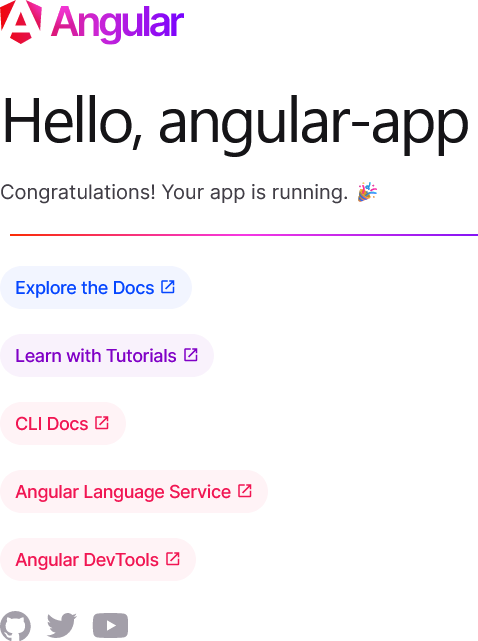 Angular
Hello, angular-app
Congratulations! Your app is running. 🎉
Explore the Docs
Learn with Tutorials
CLI Docs
Angular Language Service
Angular DevTools